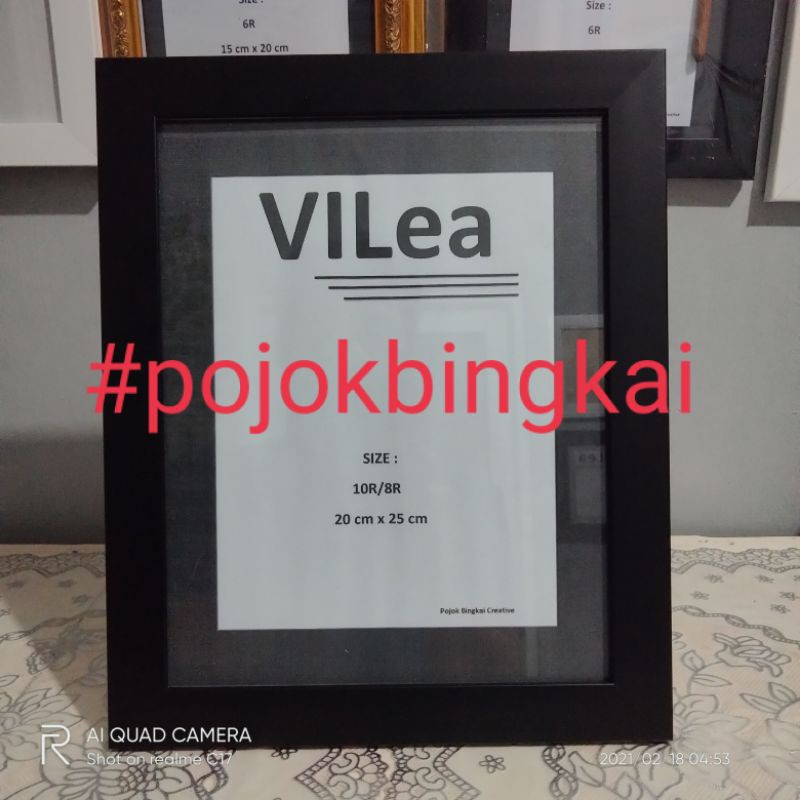 Size :
6R
15 cm x 20 cm
Size :
6R
VILea
#pojokbingkai
SIZE :
10R/8R
20 cm x 25 cm
Pojok Bingkai Creative
R AI QUAD CAMERA
Shot on realme C17
2021/02/18 04:53